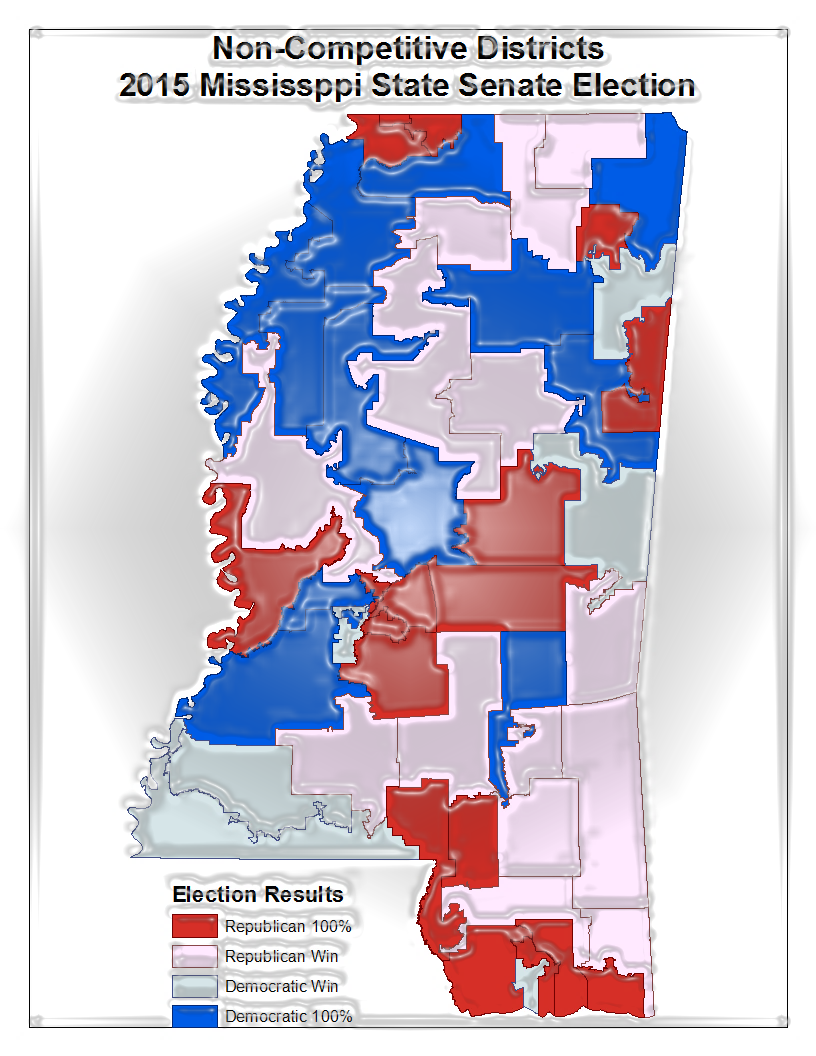 Non-Competitive Districts
2015 Mississppi State Senate Election
Election Results
Republican 100%
Republican Win
Democratic Win
Democratic 100%